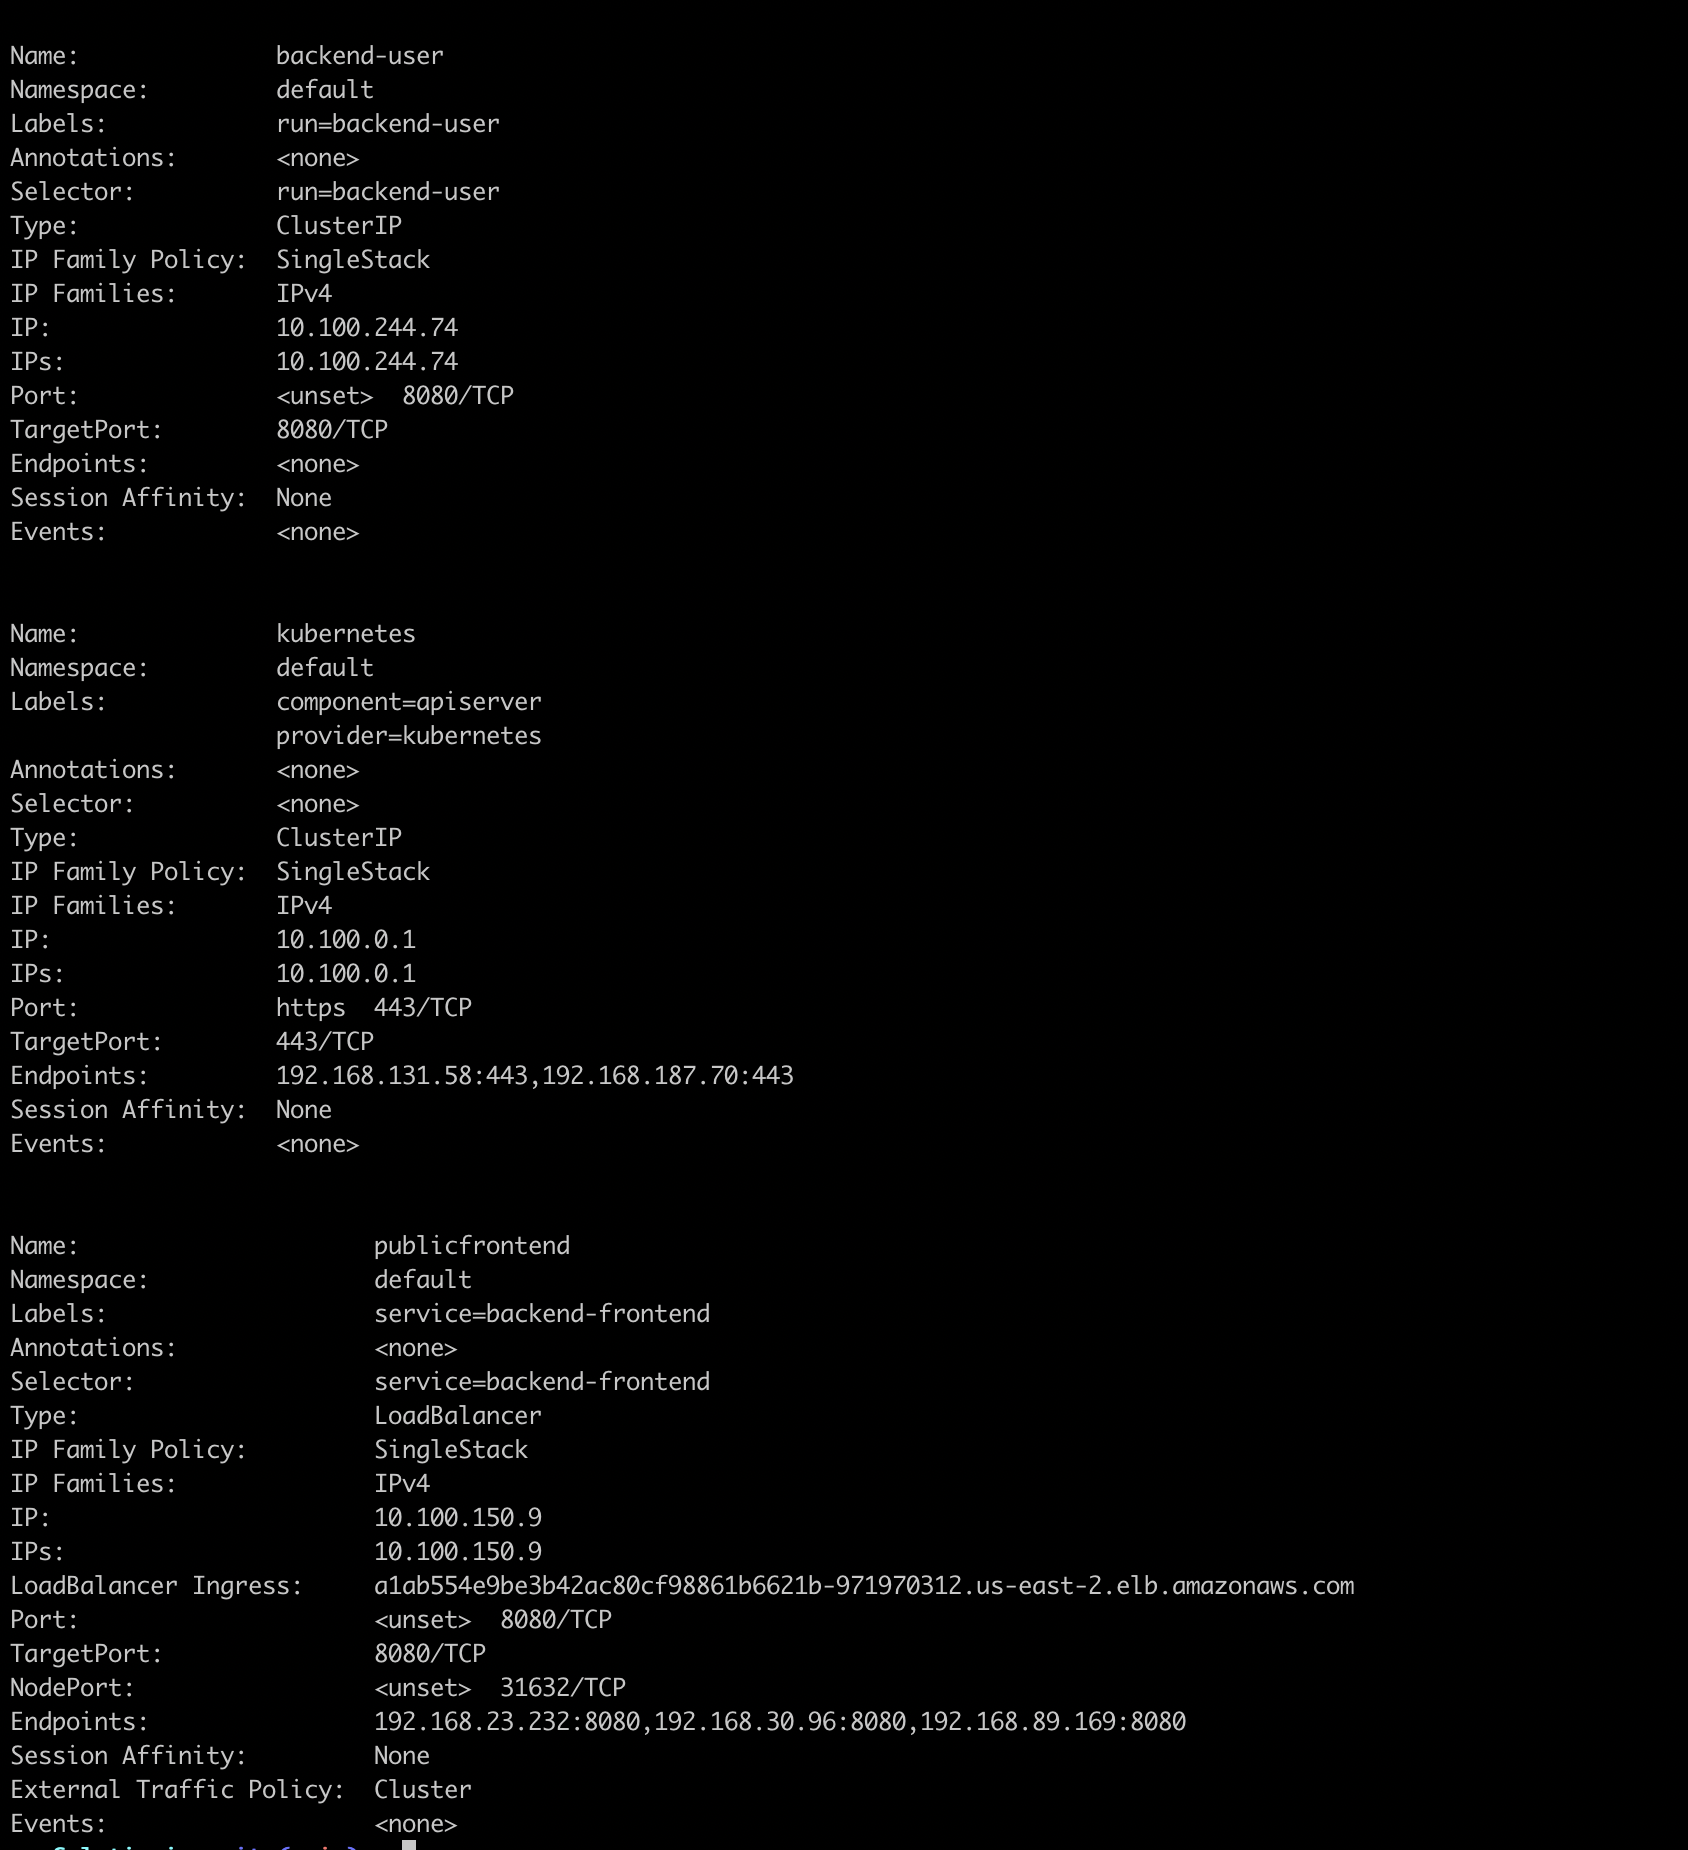 Name:              backend-user
Namespace:         default
Labels:            run=backend-user
Annotations:       <none>
Selector:          run=backend-user
Type:              ClusterIP
IP Family Policy:  SingleStack
IP Families:       IPv4
IP:                10.100.244.74
IPs:               10.100.244.74
Port:              <unset>  8080/TCP
TargetPort:        8080/TCP
Endpoints:         <none>
Session Affinity:  None
Events:            <none>
Name:              kubernetes
Namespace:         default
Labels:            component=apiserver
                   provider=kubernetes
Annotations:       <none>
Selector:          <none>
Type:              ClusterIP
IP Family Policy:  SingleStack
IP Families:       IPv4
IP:                10.100.0.1
IPs:               10.100.0.1
Port:              https  443/TCP
TargetPort:        443/TCP
Endpoints:         192.168.131.58:443,192.168.187.70:443
Session Affinity:  None
Events:            <none>
Name:                     publicfrontend
Namespace:                default
Labels:                   service=backend-frontend
Annotations:              <none>
Selector:                 service=backend-frontend
Type:                     LoadBalancer
IP Family Policy:         SingleStack
IP Families:              IPv4
IP:                       10.100.150.9
IPs:                      10.100.150.9
LoadBalancer Ingress:     a1ab554e9be3b42ac80cf98861b6621b-971970312.us-east-2.elb.amazonaws.com
Port:                     <unset>  8080/TCP
TargetPort:               8080/TCP
NodePort:                 <unset>  31632/TCP
Endpoints:                192.168.23.232:8080,192.168.30.96:8080,192.168.89.169:8080
Session Affinity:         None
External Traffic Policy:  Cluster
Events:                   <none>